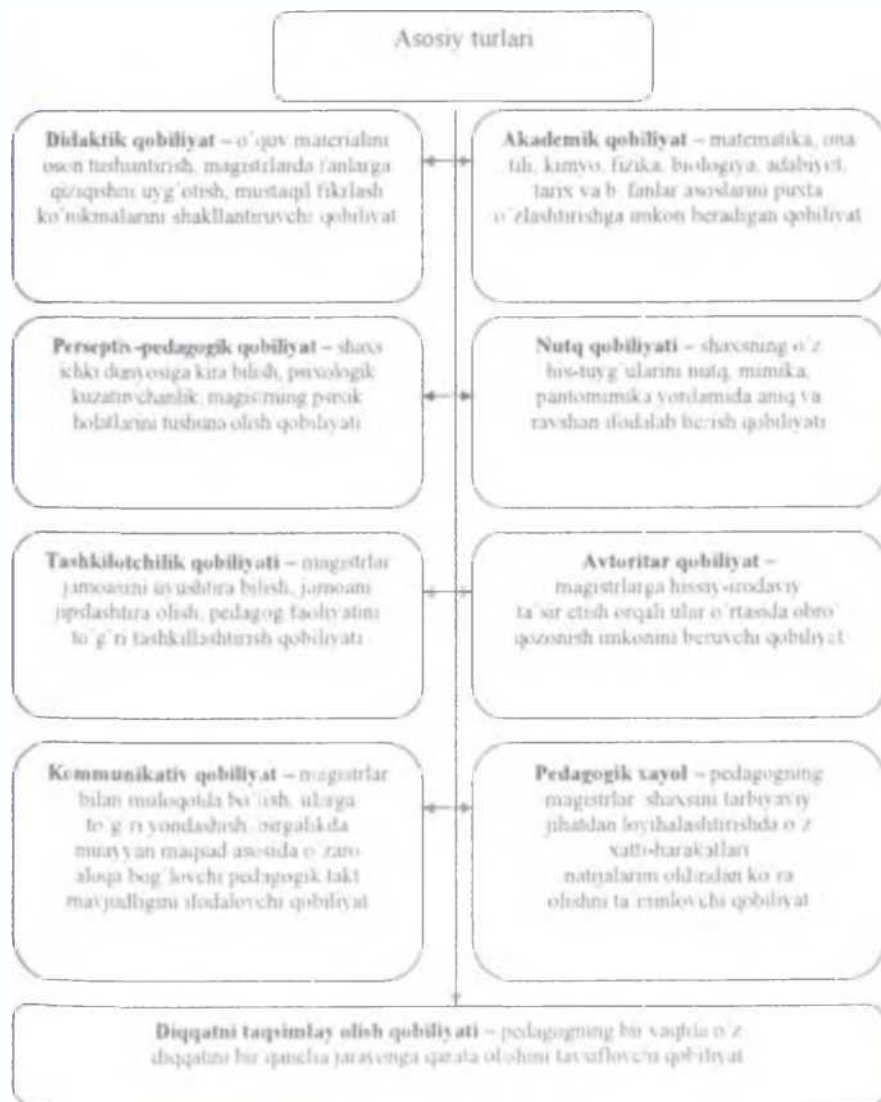 Asosiy turlari
Didaktik qobiliyat – o`quv materialini
oson tushuntirish, magistrlarda fanlarga
qiziqishni uyg`otish, mustaqil fikrlash
ko`nikmalarini shakllantiruvchi qobiliyat
Akademik qobiliyat – matematika, ona
tili, kimyo, fizika, biologiya, adabiyet,
tarix va b. fanlar asoslarini puxta
o`zlashtirishga imkon beradigan qobiliyat
Perseptiv-pedagogik qobiliyat – shaxs
ichki dunyosiga kira bilish, psixologik
kuzatuvchanlik, magistrning psixik
holatlarini tushuna olish qobiliyati
Nutq qobiliyati – shaxsning o`z
his-tuyg`ularini nutq, mimika,
pantomimika yordamida aniq va
ravshan ifodalab berish qobiliyati
Tashkilotchilik qobiliyati – magistrlar
jamoasini uyushtira bilish, jamoani
jipslashtira olish, pedagog faoliyatini
to`g`ri tashkillashtirish qobiliyati
Avtoritar qobiliyat –
magistrlarga hissiy-irodaviy
ta`sir etish orqali ular o`rtasida obro`
qozonish imkonini beruvchi qobiliyat
Kommunikativ qobiliyat – magistrlar
bilan muloqotda bo`lish, ularga
to`g`ri yondashish, birgalikda
muayyan maqsad asosida o`zaro
aloqa bog`lovchi pedagogik takt
mavjudligini ifodalovchi qobiliyat
Pedagogik xayol – pedagogning
magistrlar shaxsini tarbiyaviy
jihatdan loyihalashtirishda o`z
xatti-harakatlari
natijalarini oldindan ko`ra
olishni ta`minlovchi qobiliyat
Diqqatni taqsimlay olish qobiliyati – pedagogning bir vaqtda o`z
diqqatini bir qancha jarayonga qarata olishini tavsiflovchi qobiliyat